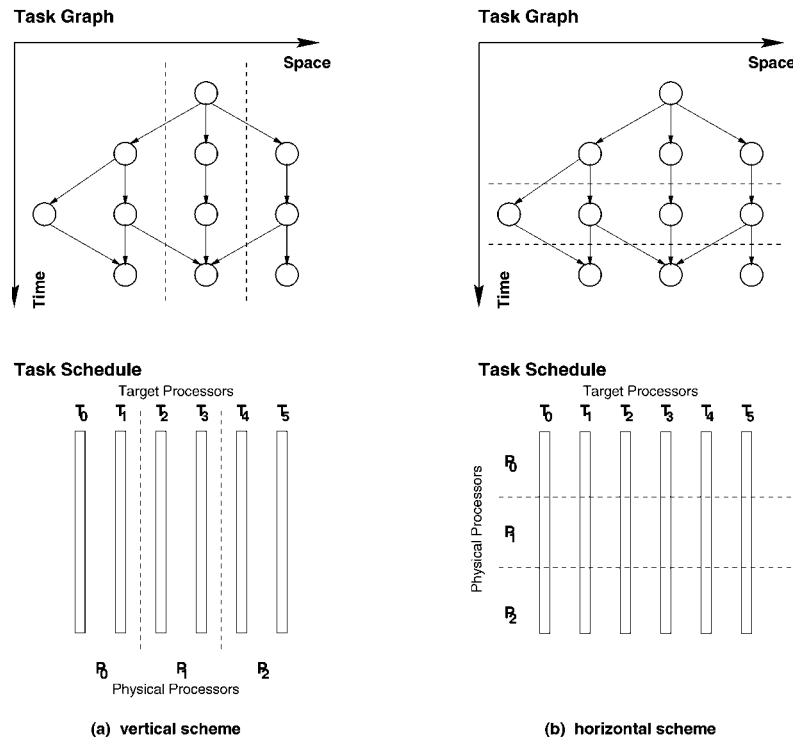 Task Graph
Space
Time
Task Schedule
Target Processors
T0 T1 T2 T3 T4 T5
P0 P1 P2
Physical Processors
(a) vertical scheme
Task Graph
Space
Time
Task Schedule
Target Processors
T0 T1 T2 T3 T4 T5
Physical Processors
P0
P1
P2
(b) horizontal scheme